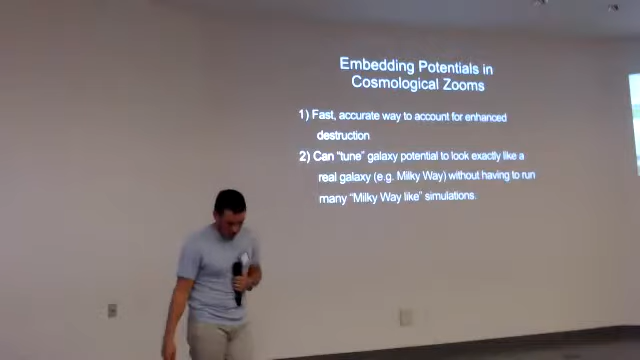 Embedding Potentials in
Cosmological Zooms
1) Fast, accurate way to account for enhanced
destruction
2) Can “tune” galaxy potential to look exactly like a
real galaxy (e.g. Milky Way) without having to run
many “Milky Way like” simulations.